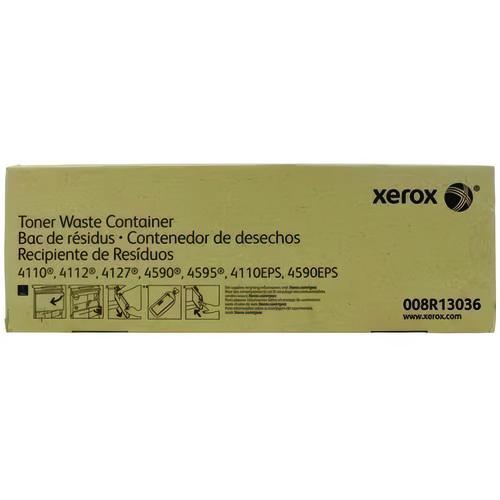 xerox
Toner Waste Container
Bac de résidus · Contenedor de desechos
Recipiente de Resíduos
4110®, 4112®, 4127®, 4590®, 4595®, 4110EPS, 4590EPS
008R13036
www.xerox.com